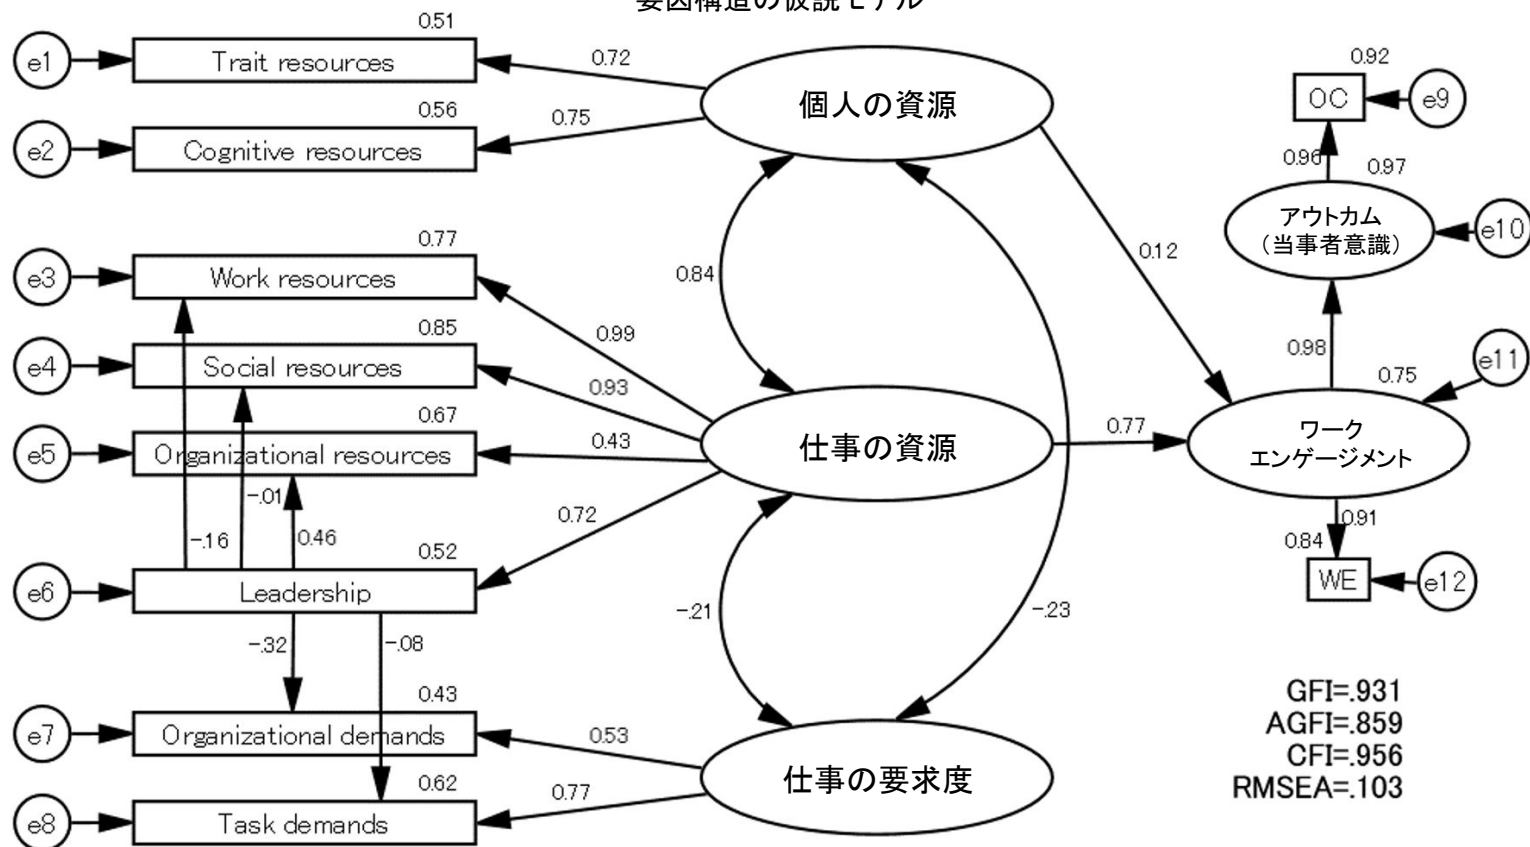 要因構造の仮説モデル
0.51
e1
Trait resources
0.72
0.56
e2
Cognitive resources
0.75
個人の資源
0.92
OC
e9
0.96
0.97
アウトカム
（当事者意識）
e10
0.77
e3
Work resources
0.84
0.12
0.99
0.85
e4
Social resources
0.93
0.98
e11
0.75
0.67
e5
Organizational resources
0.43
仕事の資源
0.77
ワーク
エンゲージメント
-.01
-.16
0.46
0.72
0.52
e6
Leadership
0.91
0.84
WE
e12
-.21
-.23
-.32
-.08
0.43
e7
Organizational demands
0.53
0.62
e8
Task demands
0.77
仕事の要求度
GFI=.931
AGFI=.859
CFI=.956
RMSEA=.103